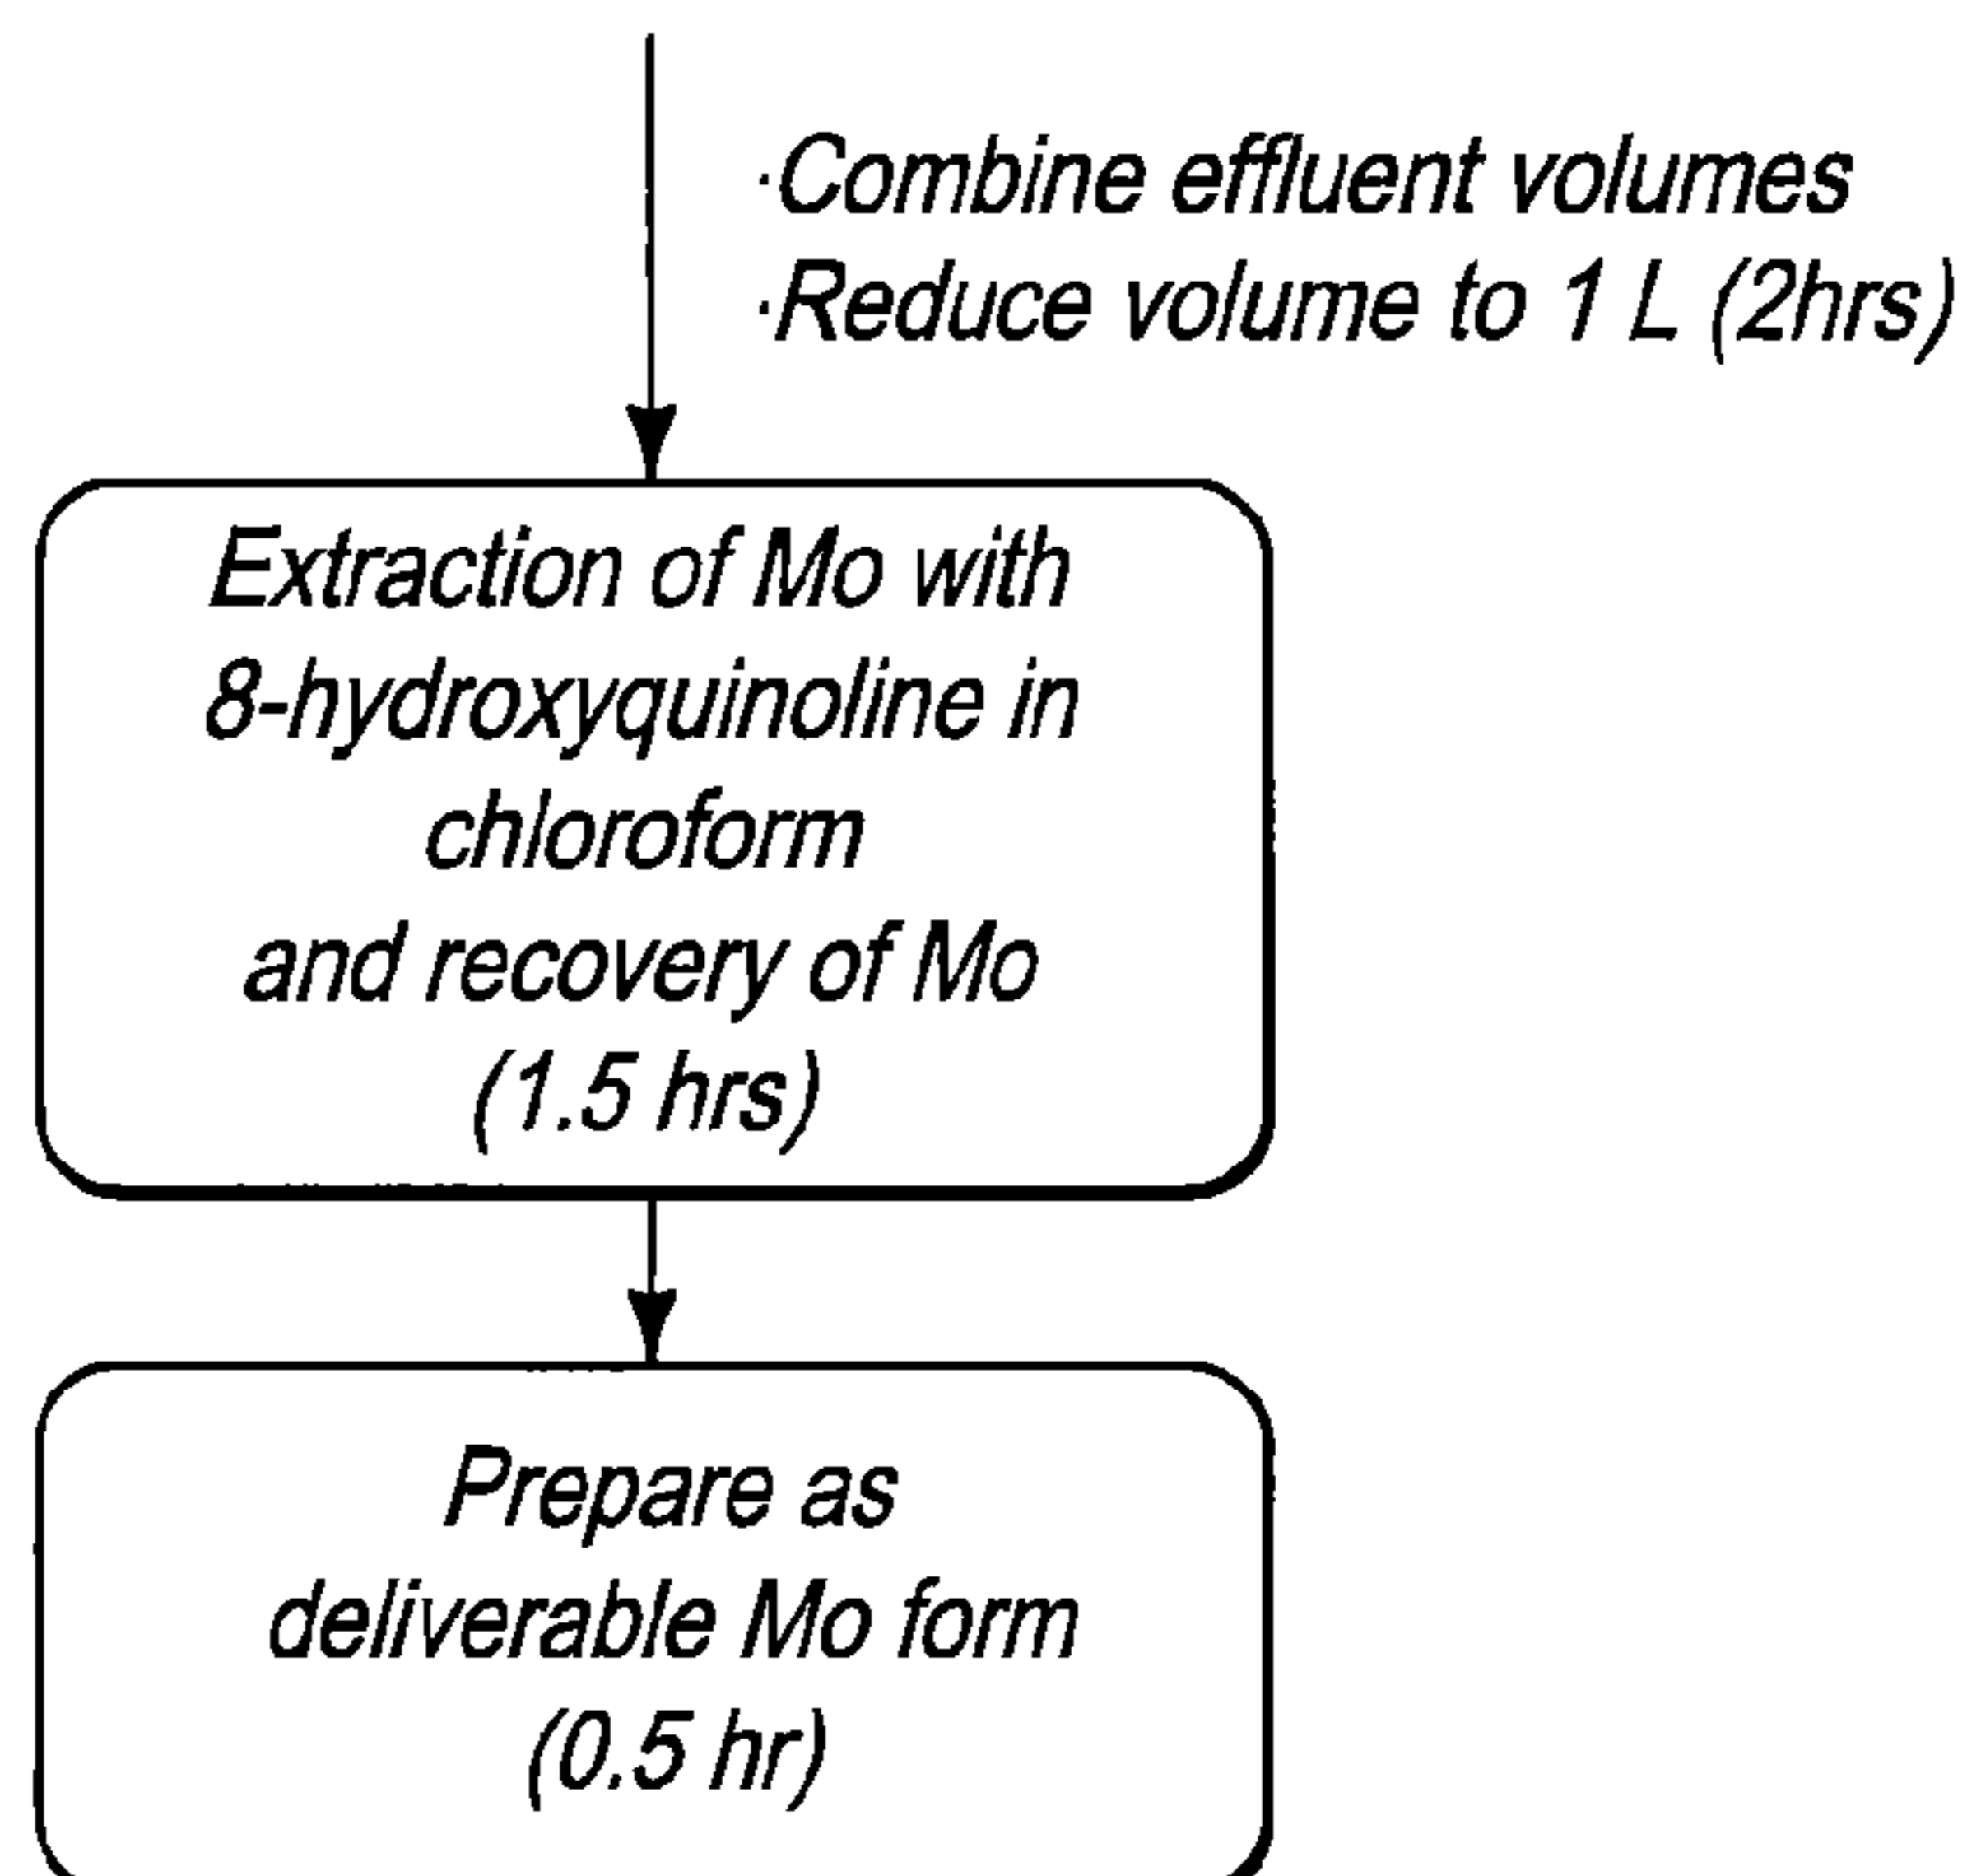 ·Combine effluent volumes
·Reduce volume to 1 L (2hrs)
Extraction of Mo with
8-hydroxyquinoline in
chloroform
and recovery of Mo
(1.5 hrs)
Prepare as
deliverable Mo form
(0.5 hr)